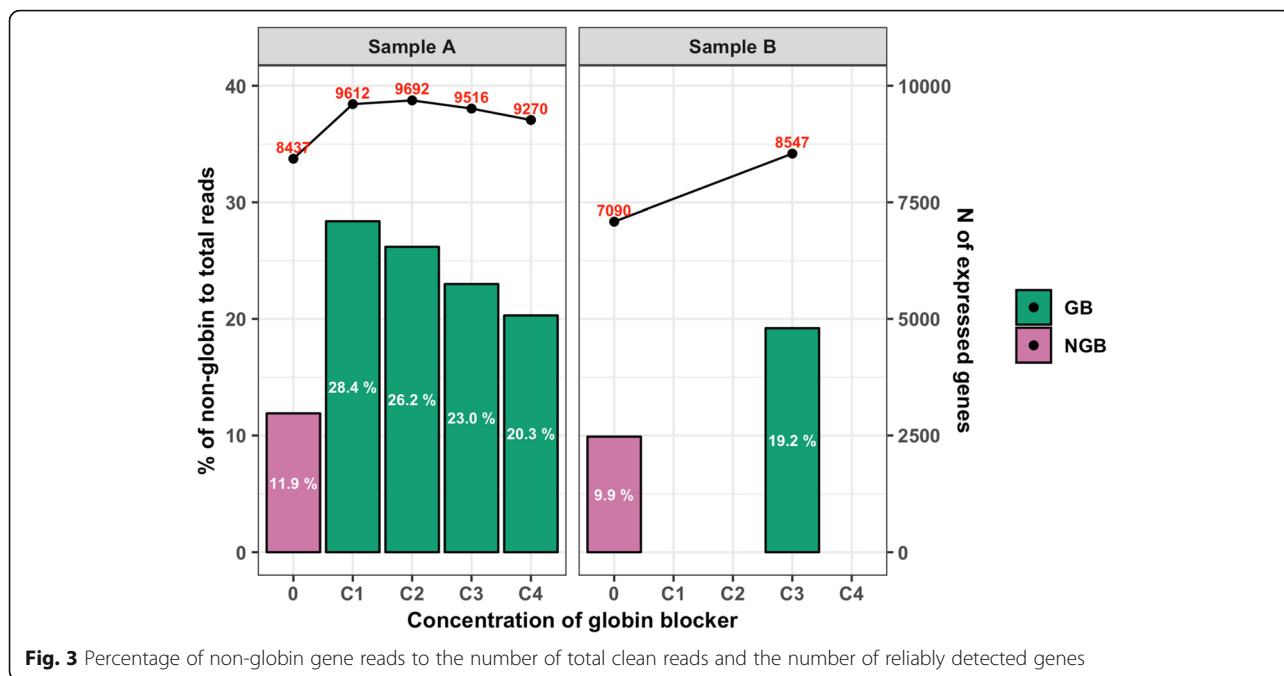 Sample A
Sample B
% of non-globin to total reads
40
30
20
10
0
8437
9612
9692
9516
9270
11.9 %
28.4 %
26.2 %
23.0 %
20.3 %
7090
8547
9.9 %
19.2 %
10000
7500
5000
2500
0
N of expressed genes
0 C1 C2 C3 C4
0 C1 C2 C3 C4
Concentration of globin blocker
GB
NGB
Fig. 3 Percentage of non-globin gene reads to the number of total clean reads and the number of reliably detected genes